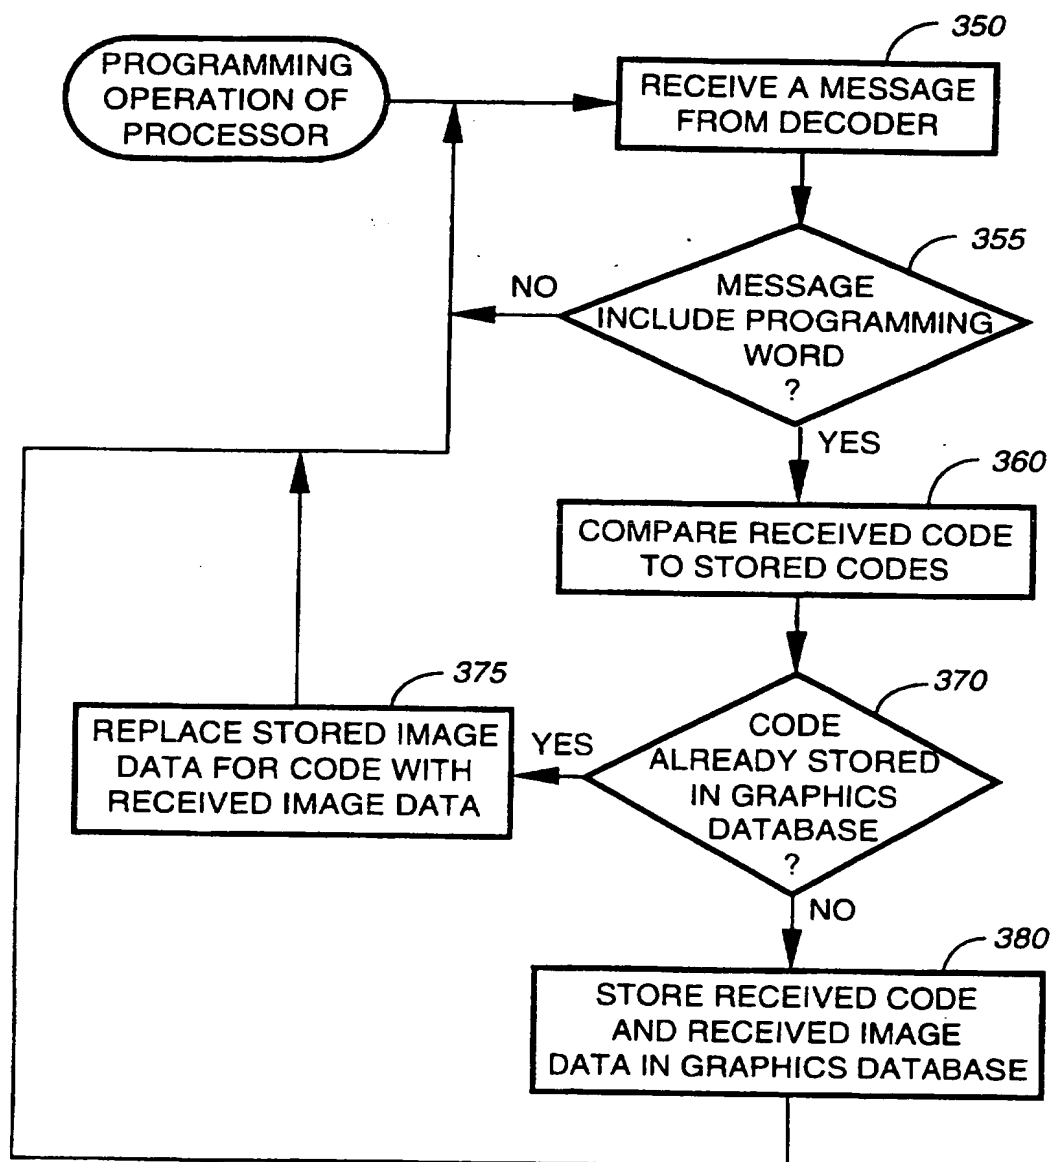 350
PROGRAMMING
OPERATION OF
PROCESSOR
RECEIVE A MESSAGE
FROM DECODER
355
NO
MESSAGE
INCLUDE PROGRAMMING
WORD
?
YES
360
COMPARE RECEIVED CODE
TO STORED CODES
375
370
REPLACE STORED IMAGE
DATA FOR CODE WITH
RECEIVED IMAGE DATA
YES
CODE
ALREADY STORED
IN GRAPHICS
DATABASE
?
NO
380
STORE RECEIVED CODE
AND RECEIVED IMAGE
DATA IN GRAPHICS DATABASE